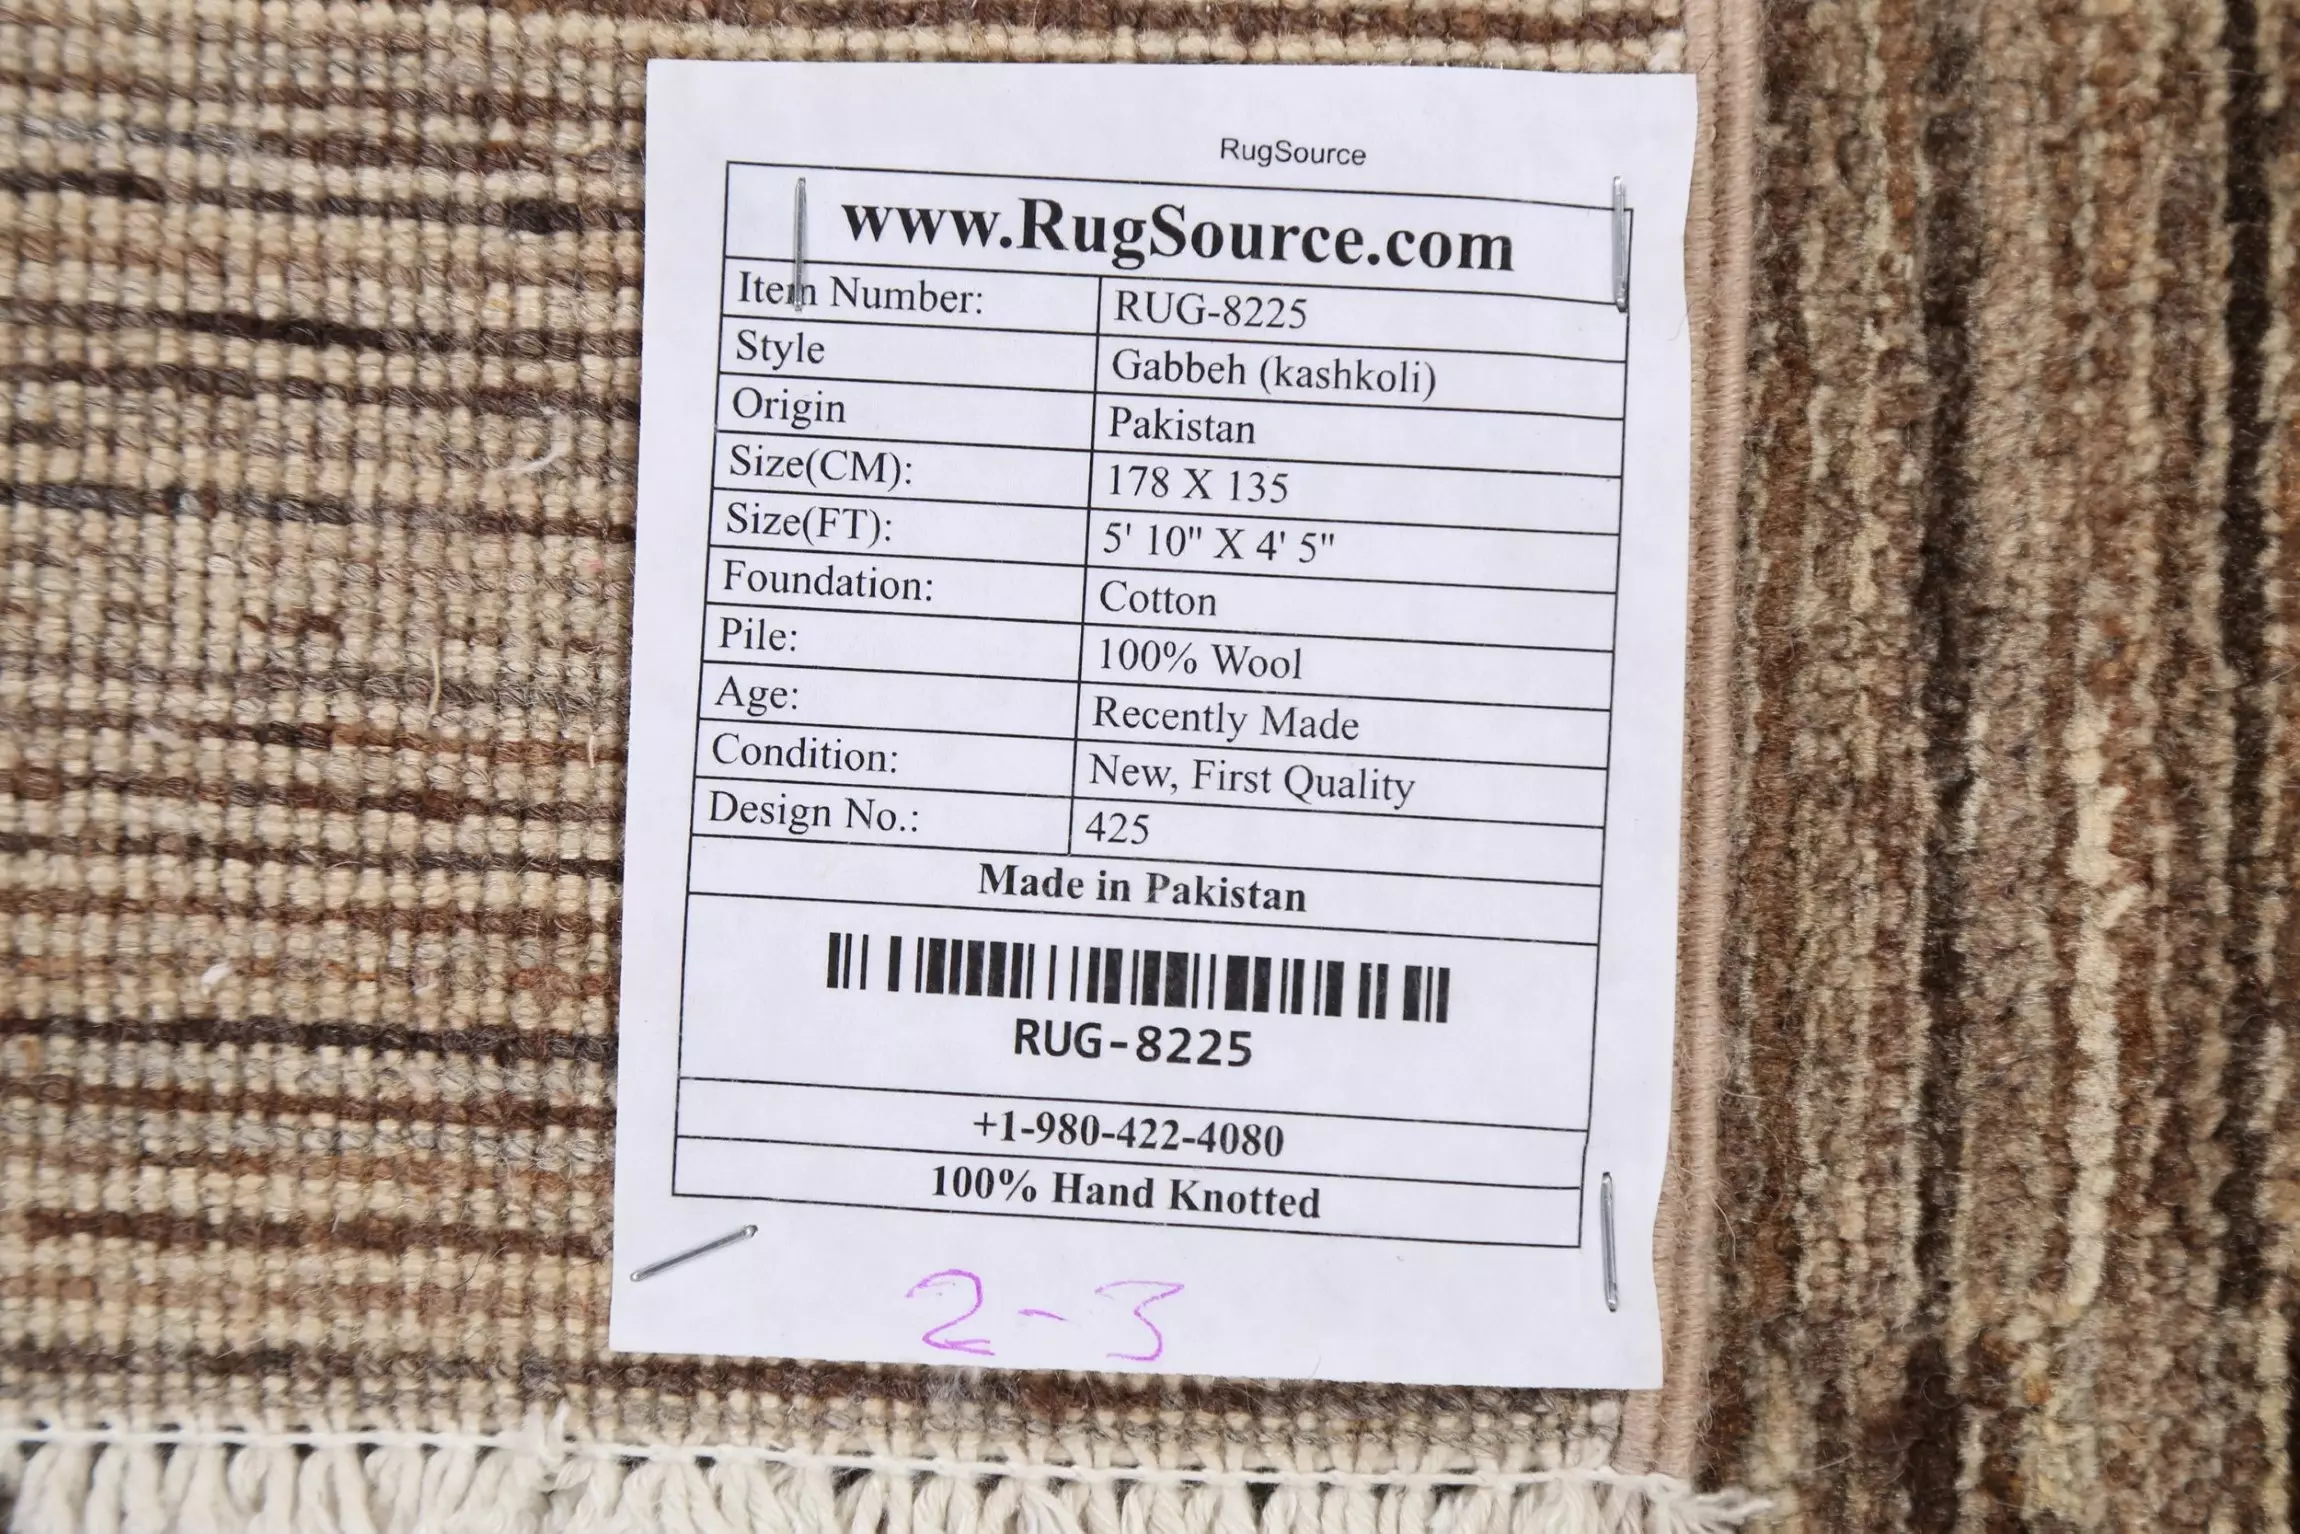 RugSource
www.RugSource.com
Item Number: RUG-8225
Style Gabbeh (kashkoli)
Origin Pakistan
Size(CM): 178 X 135
Size(FT): 5' 10" X 4' 5"
Foundation: Cotton
Pile: 100% Wool
Age: Recently Made
Condition: New, First Quality
Design No.: 425
Made in Pakistan
RUG-8225
+1-980-422-4080
100% Hand Knotted
2-3